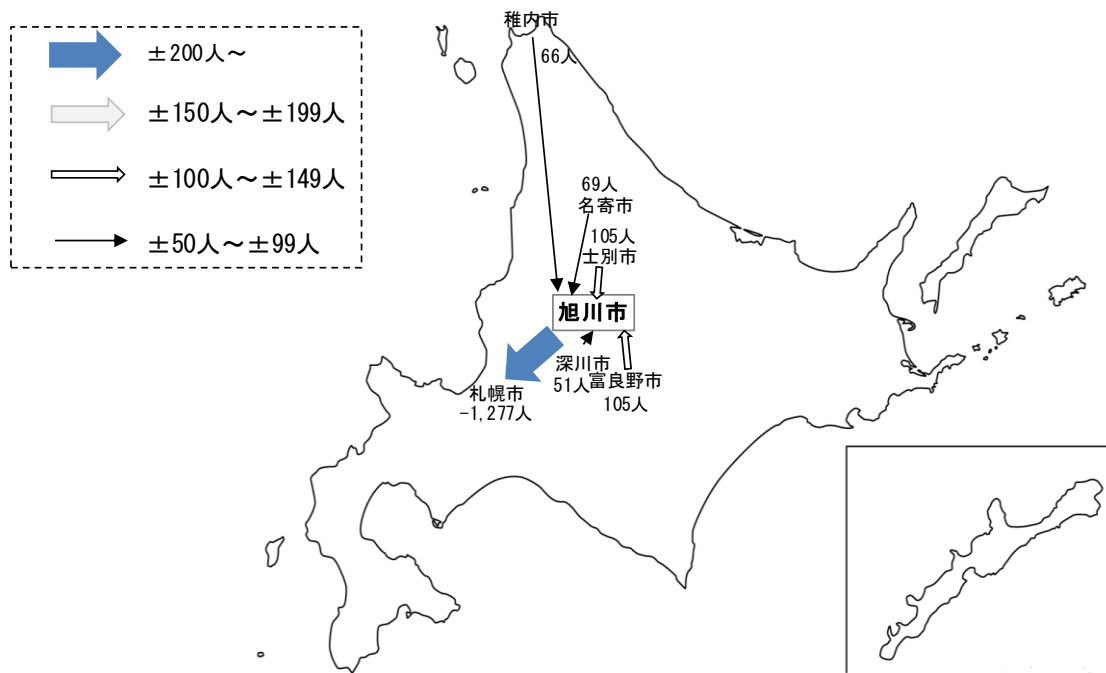 ±200人～
±150人～±199人
±100人～±149人
±50人～±99人
稚内市
66人
69人
名寄市
105人
士別市
旭川市
深川市
51人
富良野市
105人
札幌市
-1,277人